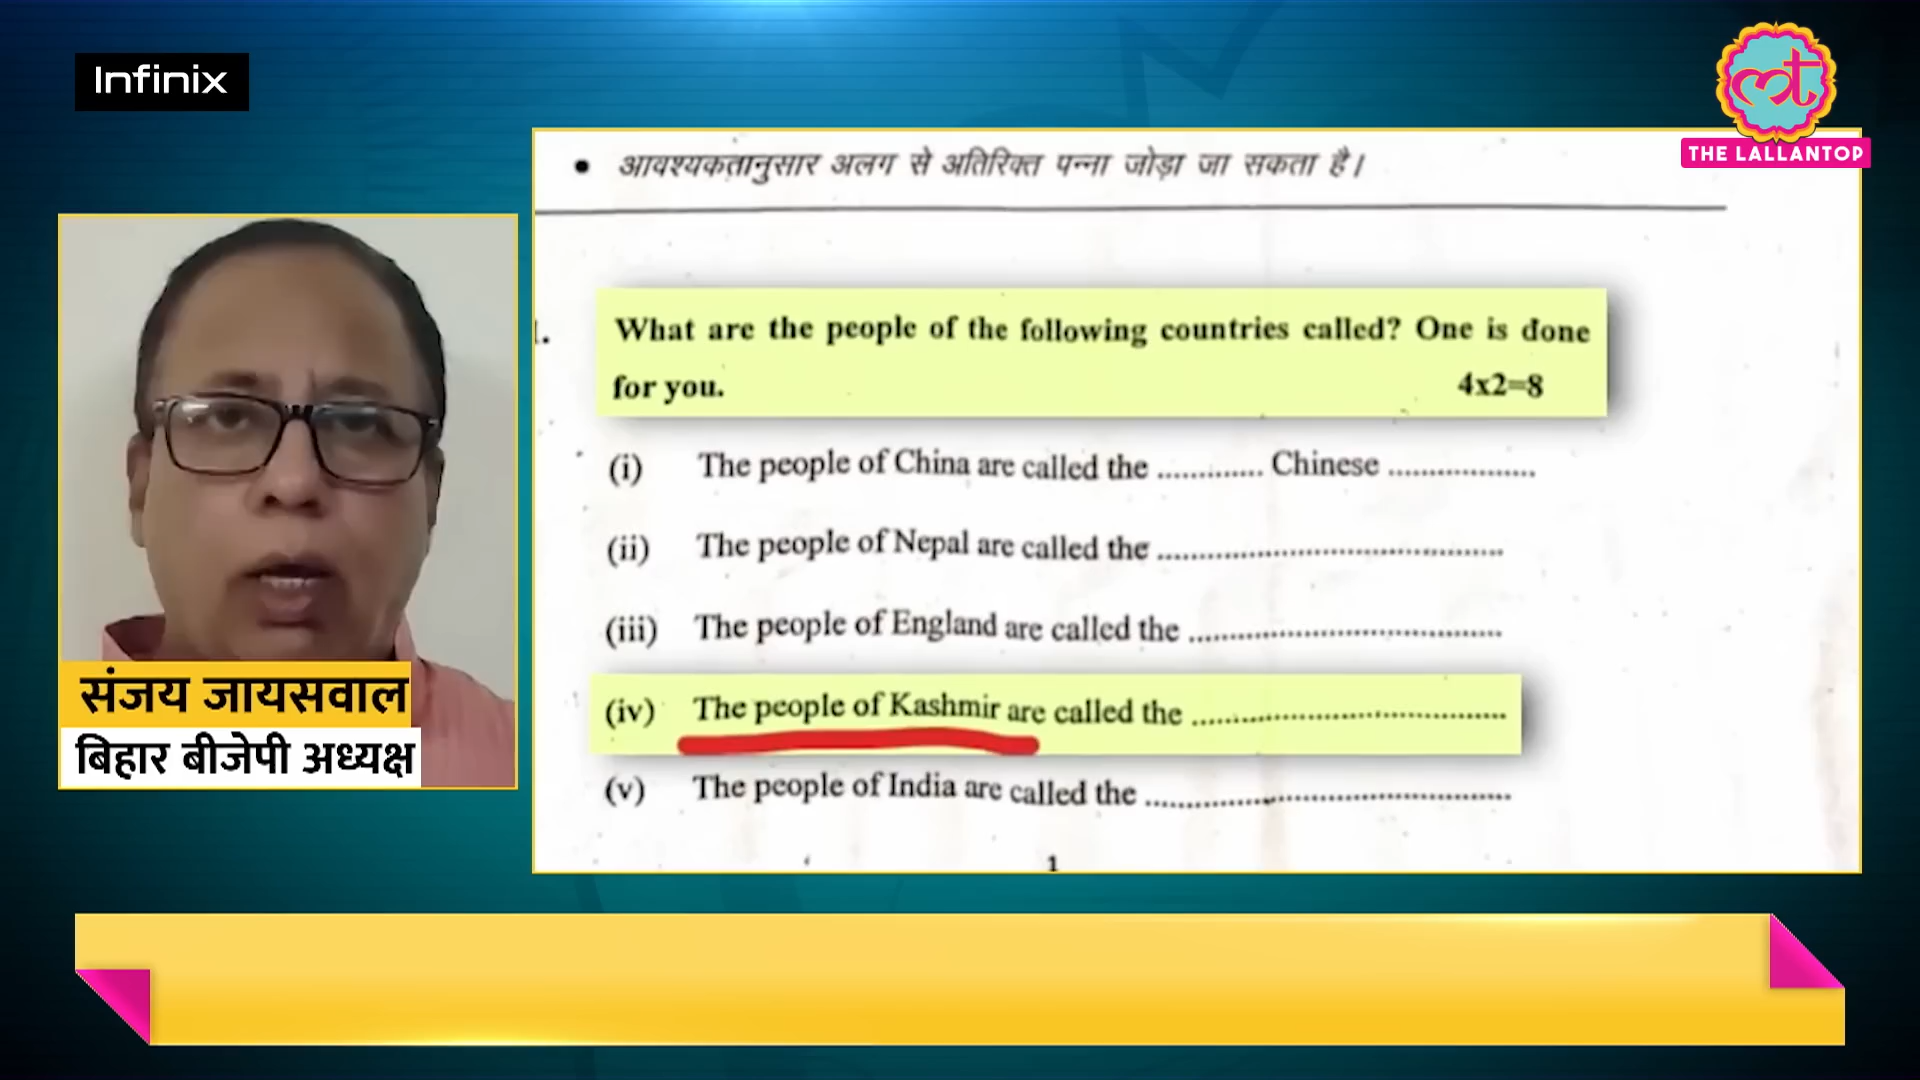 Infinix
THE LALLANTOP
• आवश्यकतानुसार अलग से अतिरिक्त पन्ना जोड़ा जा सकता है।
What are the people of the following countries called? One is done
for you. 4x2=8
(i) The people of China are called the ............ Chinese .................
(ii) The people of Nepal are called the .......................................
(iii) The people of England are called the ...................................
(iv) The people of Kashmir are called the ...................................
(v) The people of India are called the .........................................
1
संजय जायसवाल
बिहार बीजेपी अध्यक्ष